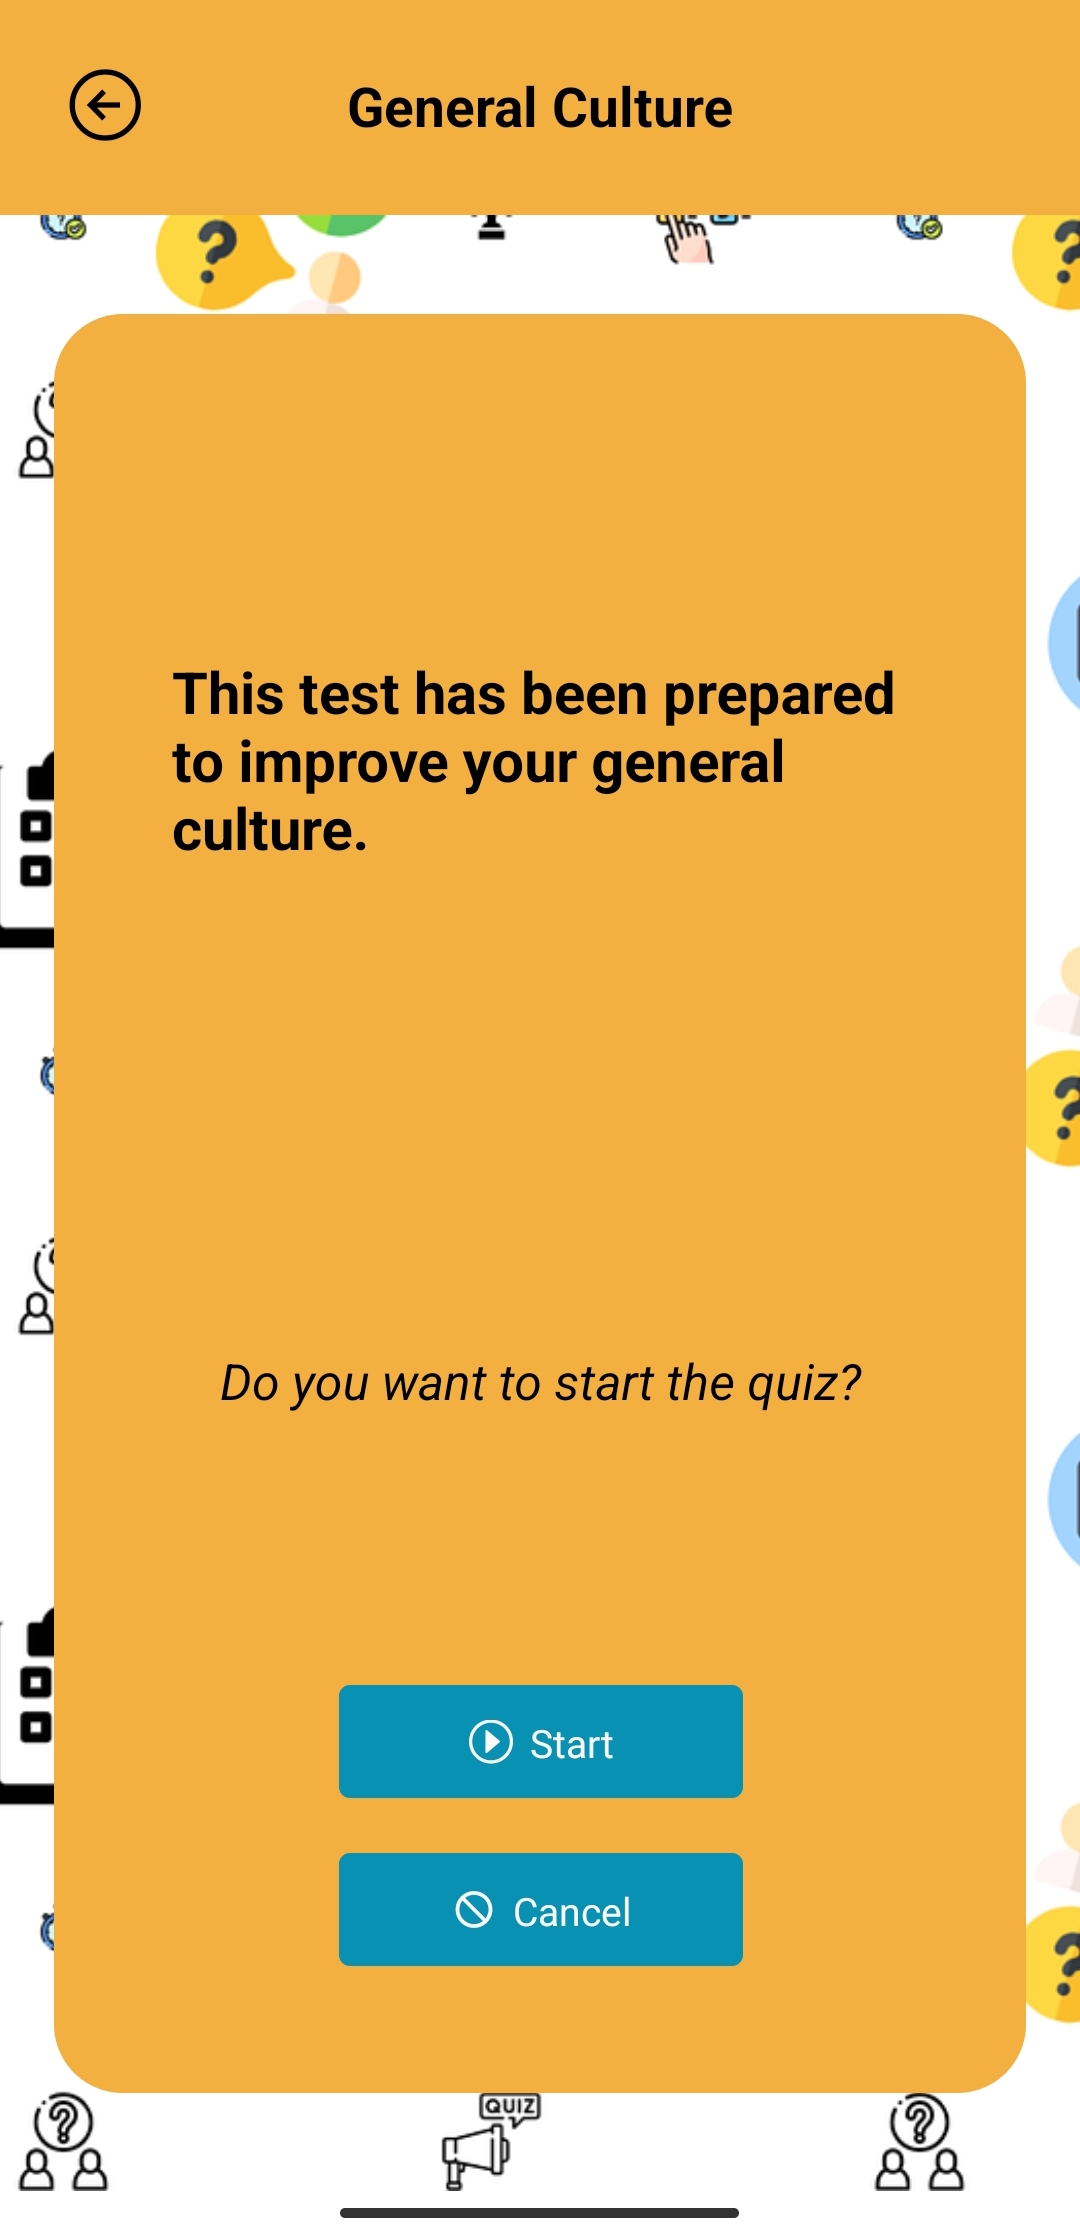 General Culture
This test has been prepared
to improve your general
culture.
Do you want to start the quiz?
Start
Cancel
QUIZ